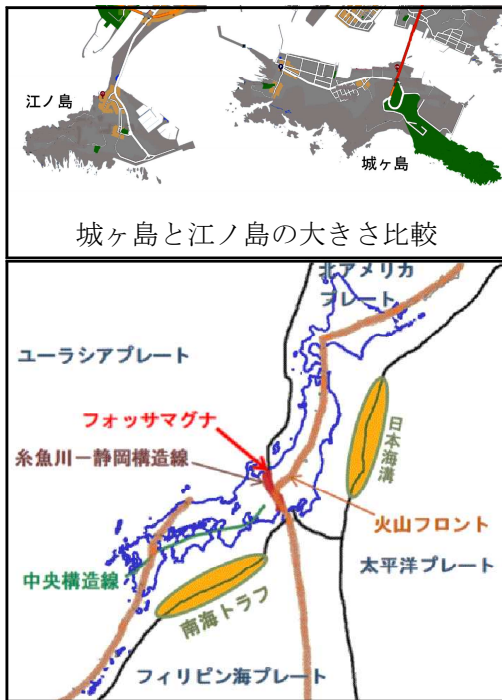 江ノ島
城ヶ島
城ヶ島と江ノ島の大きさ比較
北アメリカ
プレート
ユーラシアプレート
フォッサマグナ
糸魚川ー静岡構造線
日本海溝
火山フロント
太平洋プレート
中央構造線
南海トラフ
フィリピン海プレート